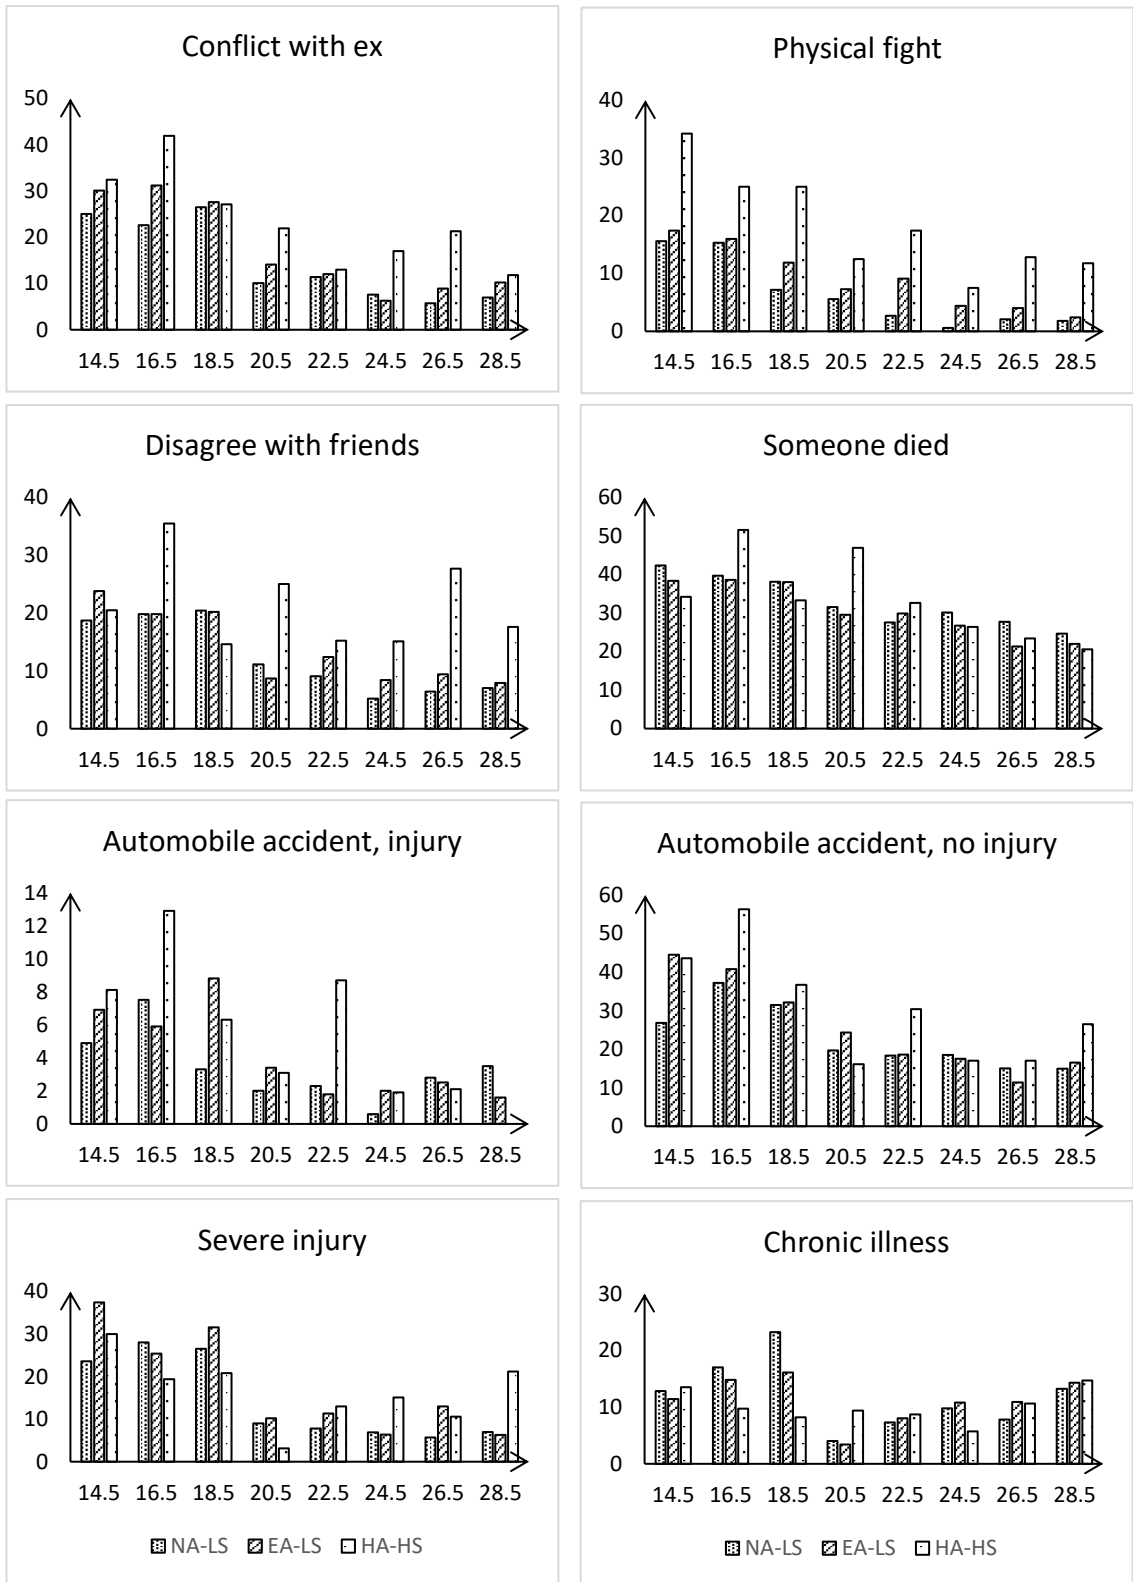 Conflict with ex
50
40
30
20
10
0
14.5 16.5 18.5 20.5 22.5 24.5 26.5 28.5
Physical fight
40
30
20
10
0
14.5 16.5 18.5 20.5 22.5 24.5 26.5 28.5
Disagree with friends
40
30
20
10
0
14.5 16.5 18.5 20.5 22.5 24.5 26.5 28.5
Someone died
60
50
40
30
20
10
0
14.5 16.5 18.5 20.5 22.5 24.5 26.5 28.5
Automobile accident, injury
14
12
10
8
6
4
2
0
14.5 16.5 18.5 20.5 22.5 24.5 26.5 28.5
Automobile accident, no injury
60
50
40
30
20
10
0
14.5 16.5 18.5 20.5 22.5 24.5 26.5 28.5
Severe injury
40
30
20
10
0
14.5 16.5 18.5 20.5 22.5 24.5 26.5 28.5
NA-LS EA-LS HA-HS
Chronic illness
30
20
10
0
14.5 16.5 18.5 20.5 22.5 24.5 26.5 28.5
NA-LS EA-LS HA-HS